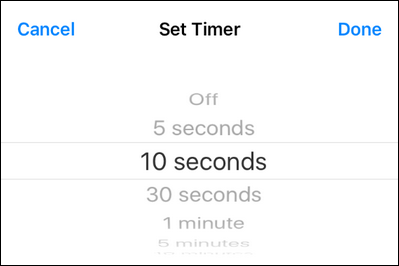 Cancel Set Timer Done
Off
5 seconds
10 seconds
30 seconds
1 minute
5 minutes